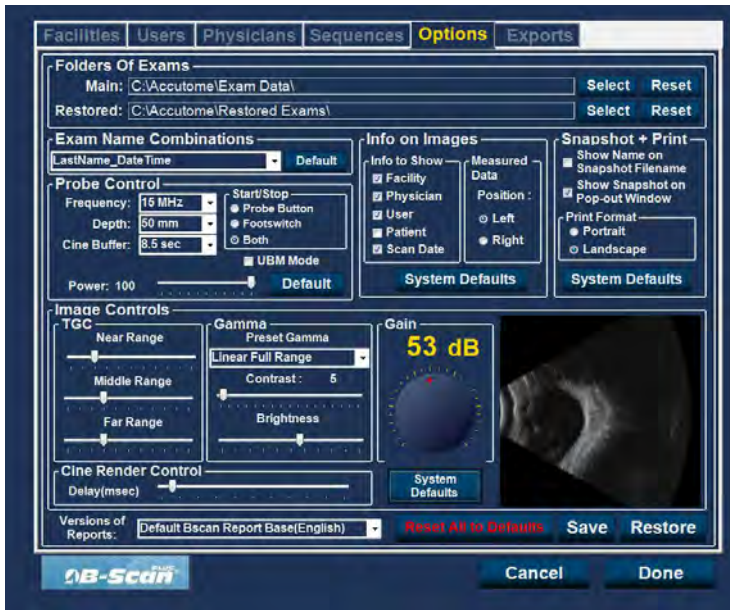 Facilities Users Physicians Sequences Options Exports
Folders Of Exams
Main: C:\Accutome\Exam Data\ Select Reset
Restored: C:\Accutome\Restored Exams\ Select Reset
Exam Name Combinations
LastName_DateTime Default
Probe Control
Frequency: 15 MHz
Depth: 50 mm
Cine Buffer: 8.5 sec
Start/Stop
Probe Button
Footswitch
Both
UBM Mode
Power: 100 Default
Info on Images
Info to Show
Facility
Physician
User
Patient
Scan Date
Measured
Data
Position :
Left
Right
System Defaults
Snapshot + Print
Show Name on
Snapshot Filename
Show Snapshot on
Pop-out Window
Print Format
Portrait
Landscape
System Defaults
Image Controls
TGC
Near Range
Middle Range
Far Range
Gamma
Preset Gamma
Linear Full Range
Contrast : 5
Brightness
Gain
53 dB
System
Defaults
Cine Render Control
Delay(msec)
Versions of
Reports: Default Bscan Report Base(English) Reset All to Defaults Save Restore
B-Scan PLUS Cancel Done